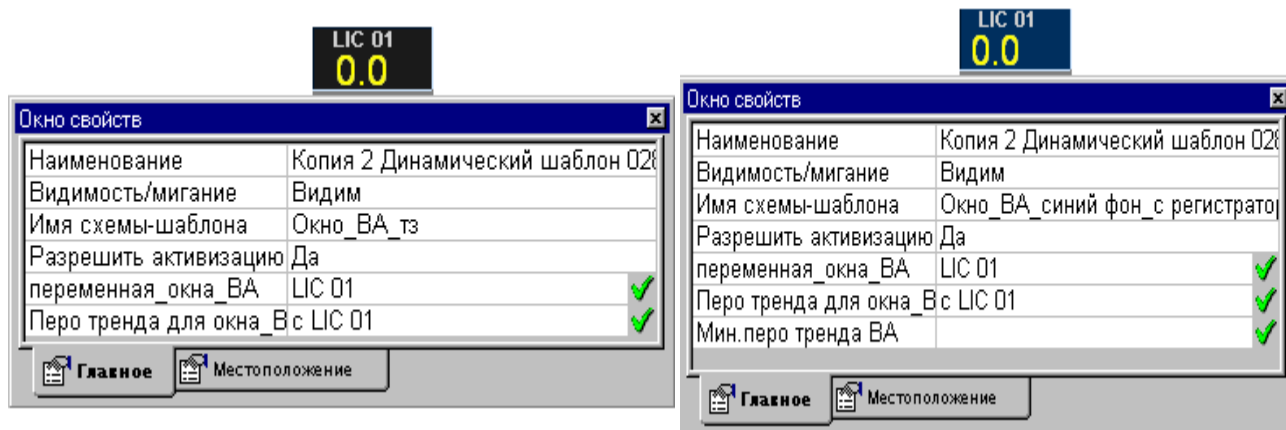 LIC 01
0.0
Окно свойств
Наименование Копия 2 Динамический шаблон 028
Видимость/мигание Видим
Имя схемы-шаблона Окно_ВА_тз
Разрешить активизацию Да
переменная_окна_ВА LIC 01
Перо тренда для окна_В с LIC 01
Главное Местоположение
LIC 01
0.0
Окно свойств
Наименование Копия 2 Динамический шаблон 028
Видимость/мигание Видим
Имя схемы-шаблона Окно_ВА_синий фон_с регистратор
Разрешить активизацию Да
переменная_окна_ВА LIC 01
Перо тренда для окна_В с LIC 01
Мин.перо тренда ВА
Главное Местоположение